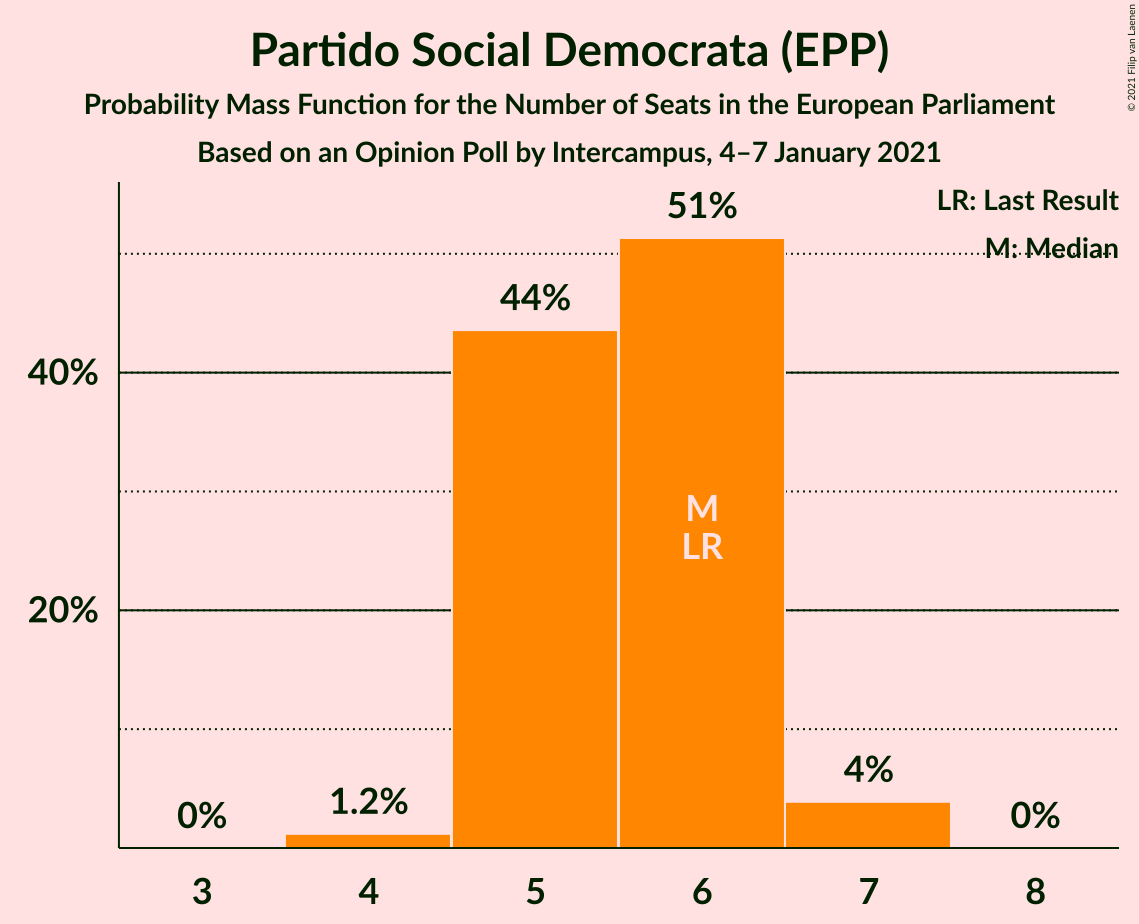 Partido Social Democrata (EPP)
Probability Mass Function for the Number of Seats in the European Parliament
Based on an Opinion Poll by Intercampus, 4–7 January 2021
© 2021 Filip van Laenen
LR: Last Result
M: Median
51%
44%
40%
M
LR
20%
4%
1.2%
0%
0%
3 4 5 6 7 8